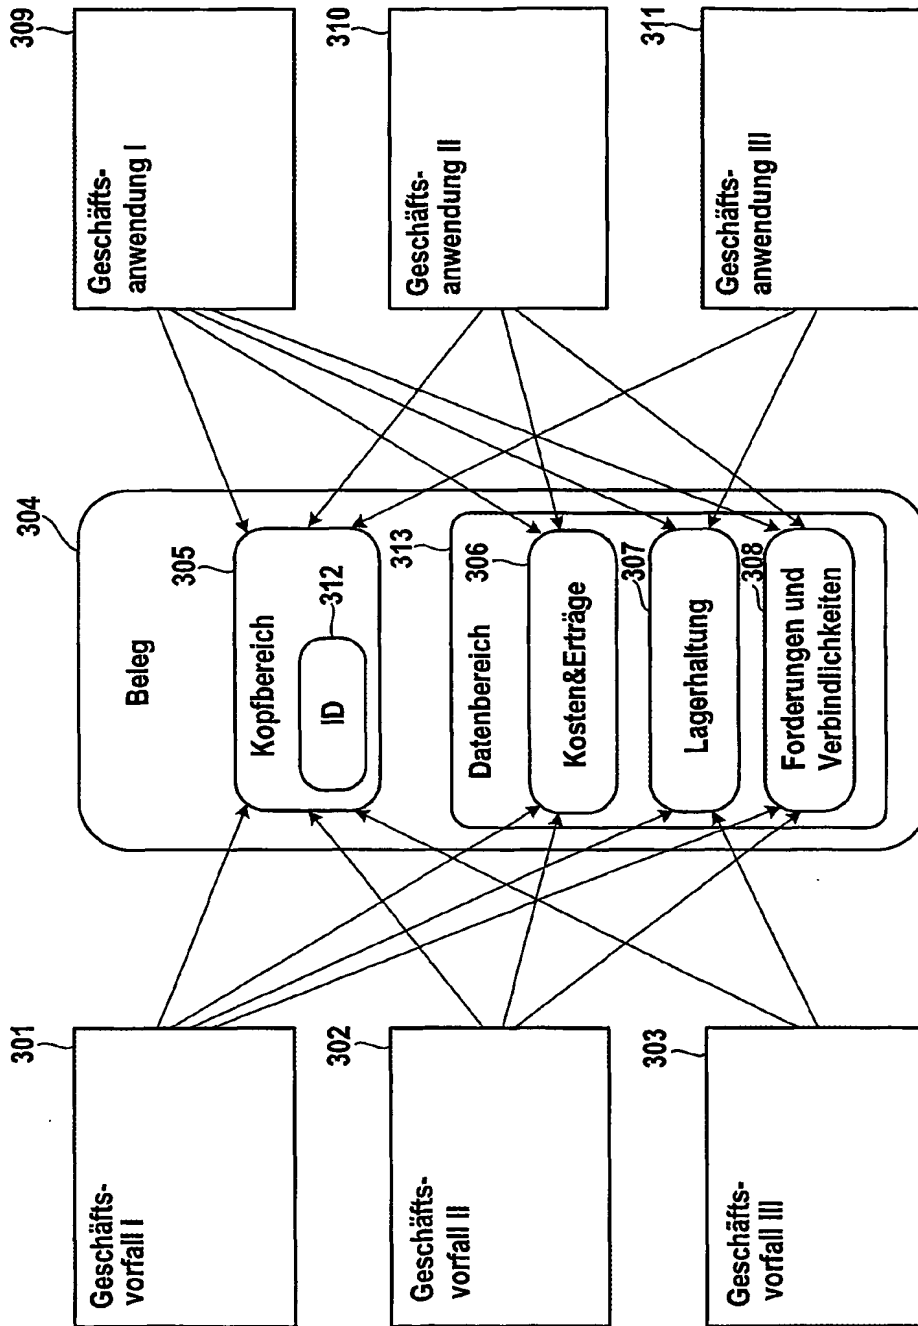 301
Geschäfts-
vorfall I
302
Geschäfts-
vorfall II
303
Geschäfts-
vorfall III
304
Beleg
305
Kopfbereich
312
ID
313
Datenbereich
306
Kosten&Erträge
307
Lagerhaltung
308
Forderungen und
Verbindlichkeiten
309
Geschäfts-
anwendung I
310
Geschäfts-
anwendung II
311
Geschäfts-
anwendung III